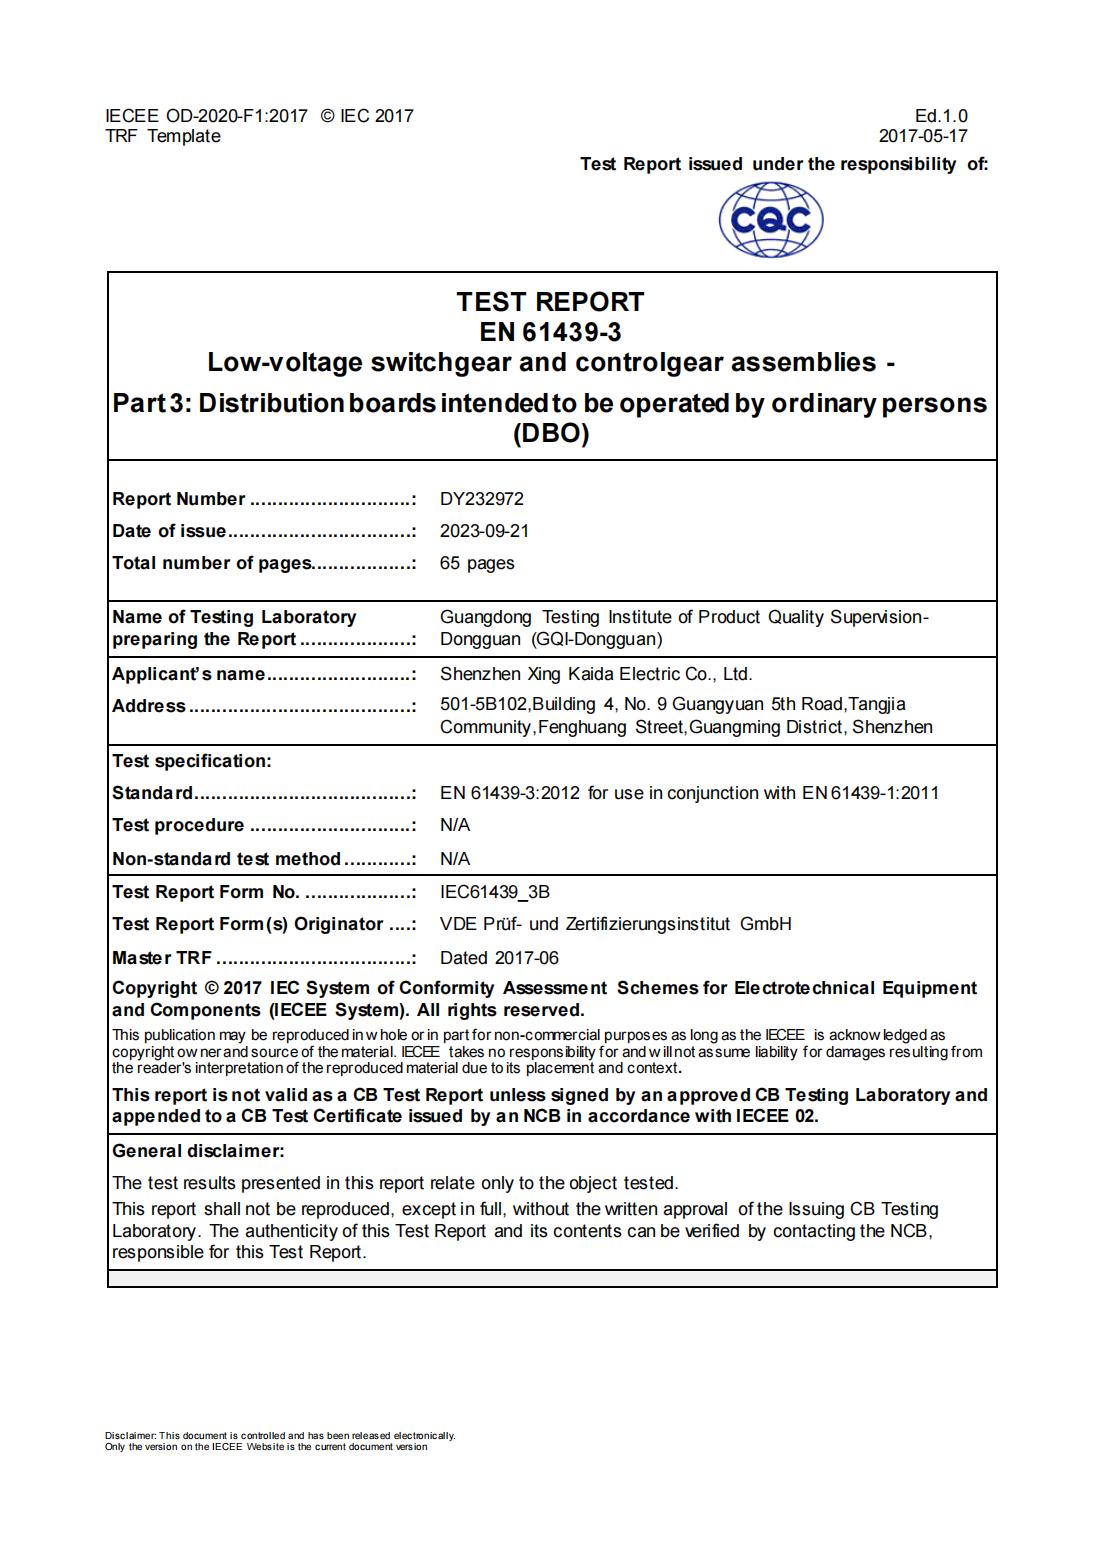 IECEE OD-2020-F1:2017 © IEC 2017 Ed.1.0
TRF Template 2017-05-17
Test Report issued under the responsibility of:
CQC
TEST REPORT
EN 61439-3
Low-voltage switchgear and controlgear assemblies -
Part 3: Distribution boards intended to be operated by ordinary persons
(DBO)
Report Number .............................: DY232972
Date of issue.................................: 2023-09-21
Total number of pages..................: 65 pages
Name of Testing Laboratory Guangdong Testing Institute of Product Quality Supervision-
preparing the Report .....................: Dongguan (GQI-Dongguan)
Applicant's name..........................: Shenzhen Xing Kaida Electric Co., Ltd.
Address ........................................: 501-5B102,Building 4, No. 9 Guangyuan 5th Road,Tangjia
Community,Fenghuang Street,Guangming District, Shenzhen
Test specification:
Standard.......................................: EN 61439-3:2012 for use in conjunction with EN 61439-1:2011
Test procedure .............................: N/A
Non-standard test method ............: N/A
Test Report Form No. ...................: IEC61439_3B
Test Report Form(s) Originator ....: VDE Prüf- und Zertifizierungsinstitut GmbH
Master TRF ...................................: Dated 2017-06
Copyright © 2017 IEC System of Conformity Assessment Schemes for Electrotechnical Equipment
and Components (IECEE System). All rights reserved.
This publication may be reproduced in whole or in part for non-commercial purposes as long as the IECEE is acknowledged as
copyright owner and source of the material. IECEE takes no responsibility for and will not assume liability for damages resulting from
the reader's interpretation of the reproduced material due to its placement and context.
This report is not valid as a CB Test Report unless signed by an approved CB Testing Laboratory and
appended to a CB Test Certificate issued by an NCB in accordance with IECEE 02.
General disclaimer:
The test results presented in this report relate only to the object tested.
This report shall not be reproduced, except in full, without the written approval of the Issuing CB Testing
Laboratory. The authenticity of this Test Report and its contents can be verified by contacting the NCB,
responsible for this Test Report.
Disclaimer: This document is controlled and has been released electronically.
Only the version on the IECEE Website is the current document version